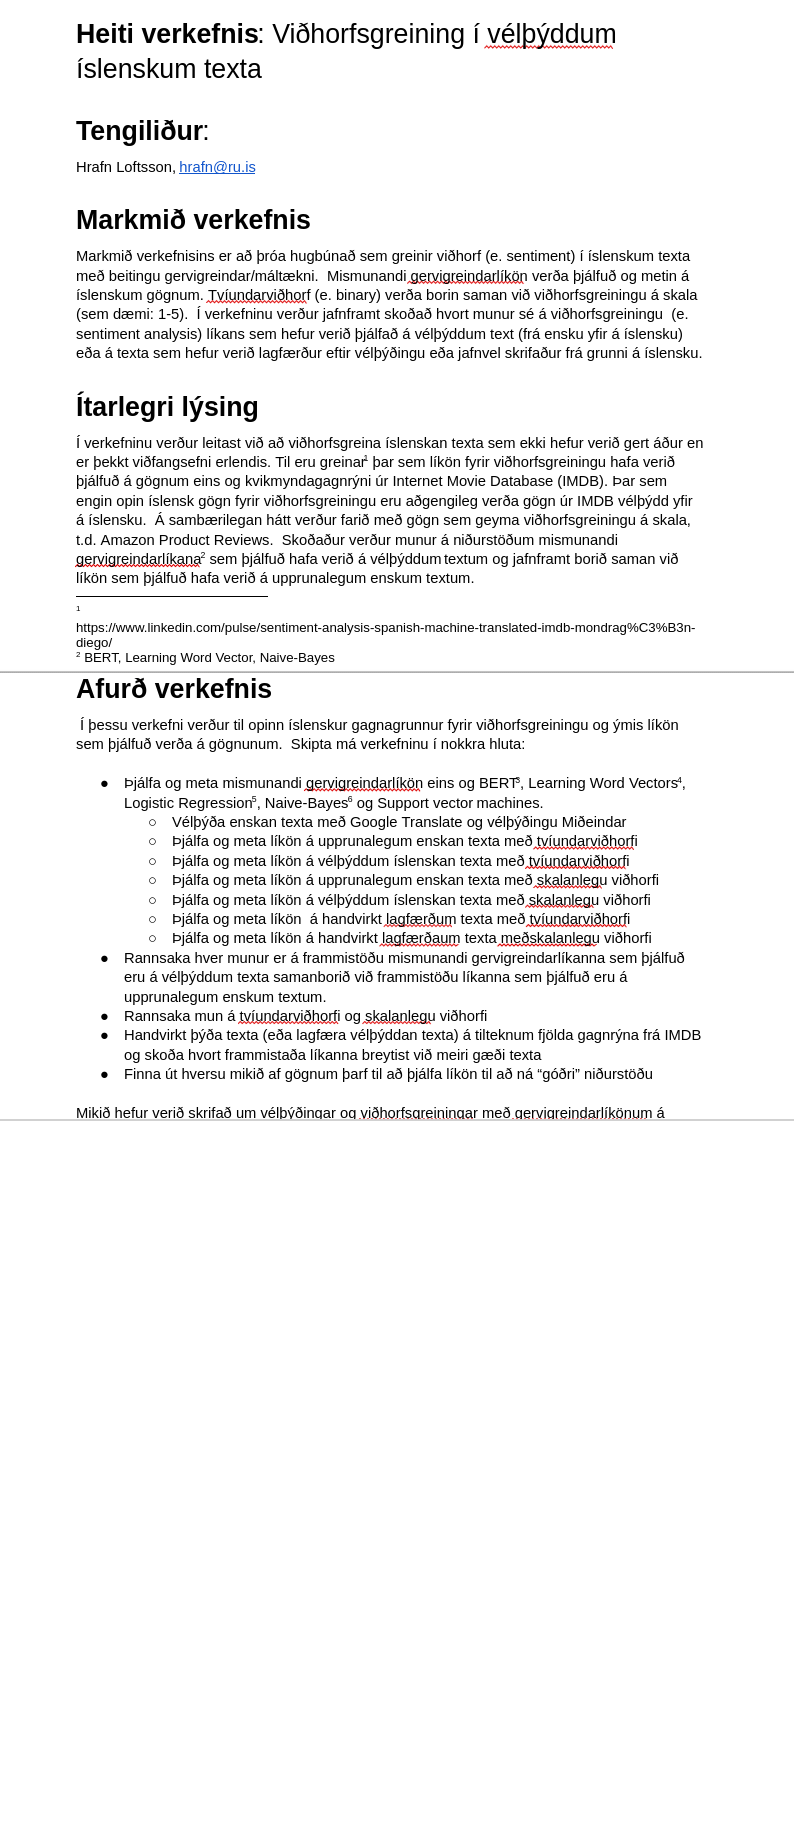 Heiti verkefnis: Viðhorfsgreining í vélþýddum
íslenskum texta
Tengiliður:
Hrafn Loftsson, hrafn@ru.is
Markmið verkefnis
Markmið verkefnisins er að þróa hugbúnað sem greinir viðhorf (e. sentiment) í íslenskum texta
með beitingu gervigreindar/máltækni.  Mismunandi gervigreindarlíkön verða þjálfuð og metin á
íslenskum gögnum. Tvíundarviðhorf (e. binary) verða borin saman við viðhorfsgreiningu á skala
(sem dæmi: 1-5).  Í verkefninu verður jafnframt skoðað hvort munur sé á viðhorfsgreiningu  (e.
sentiment analysis) líkans sem hefur verið þjálfað á vélþýddum text (frá ensku yfir á íslensku)
eða á texta sem hefur verið lagfærður eftir vélþýðingu eða jafnvel skrifaður frá grunni á íslensku.
Ítarlegri lýsing
Í verkefninu verður leitast við að viðhorfsgreina íslenskan texta sem ekki hefur verið gert áður en
er þekkt viðfangsefni erlendis. Til eru greinar1 þar sem líkön fyrir viðhorfsgreiningu hafa verið
þjálfuð á gögnum eins og kvikmyndagagnrýni úr Internet Movie Database (IMDB). Þar sem
engin opin íslensk gögn fyrir viðhorfsgreiningu eru aðgengileg verða gögn úr IMDB vélþýdd yfir
á íslensku.  Á sambærilegan hátt verður farið með gögn sem geyma viðhorfsgreiningu á skala,
t.d. Amazon Product Reviews.  Skoðaður verður munur á niðurstöðum mismunandi
gervigreindarlíkana2 sem þjálfuð hafa verið á vélþýddum textum og jafnframt borið saman við
líkön sem þjálfuð hafa verið á upprunalegum enskum textum.
1
https://www.linkedin.com/pulse/sentiment-analysis-spanish-machine-translated-imdb-mondrag%C3%B3n-
diego/
2 BERT, Learning Word Vector, Naive-Bayes
Afurð verkefnis
Í þessu verkefni verður til opinn íslenskur gagnagrunnur fyrir viðhorfsgreiningu og ýmis líkön
sem þjálfuð verða á gögnunum.  Skipta má verkefninu í nokkra hluta:
● Þjálfa og meta mismunandi gervigreindarlíkön eins og BERT3, Learning Word Vectors4,
Logistic Regression5, Naive-Bayes6 og Support vector machines.
○ Vélþýða enskan texta með Google Translate og vélþýðingu Miðeindar
○ Þjálfa og meta líkön á upprunalegum enskan texta með tvíundarviðhorfi
○ Þjálfa og meta líkön á vélþýddum íslenskan texta með tvíundarviðhorfi
○ Þjálfa og meta líkön á upprunalegum enskan texta með skalanlegu viðhorfi
○ Þjálfa og meta líkön á vélþýddum íslenskan texta með skalanlegu viðhorfi
○ Þjálfa og meta líkön  á handvirkt lagfærðum texta með tvíundarviðhorfi
○ Þjálfa og meta líkön á handvirkt lagfærðaum texta meðskalanlegu viðhorfi
● Rannsaka hver munur er á frammistöðu mismunandi gervigreindarlíkanna sem þjálfuð
eru á vélþýddum texta samanborið við frammistöðu líkanna sem þjálfuð eru á
upprunalegum enskum textum.
● Rannsaka mun á tvíundarviðhorfi og skalanlegu viðhorfi
● Handvirkt þýða texta (eða lagfæra vélþýddan texta) á tilteknum fjölda gagnrýna frá IMDB
og skoða hvort frammistaða líkanna breytist við meiri gæði texta
● Finna út hversu mikið af gögnum þarf til að þjálfa líkön til að ná “góðri” niðurstöðu
Mikið hefur verið skrifað um vélþýðingar og viðhorfsgreiningar með gervigreindarlíkönum á